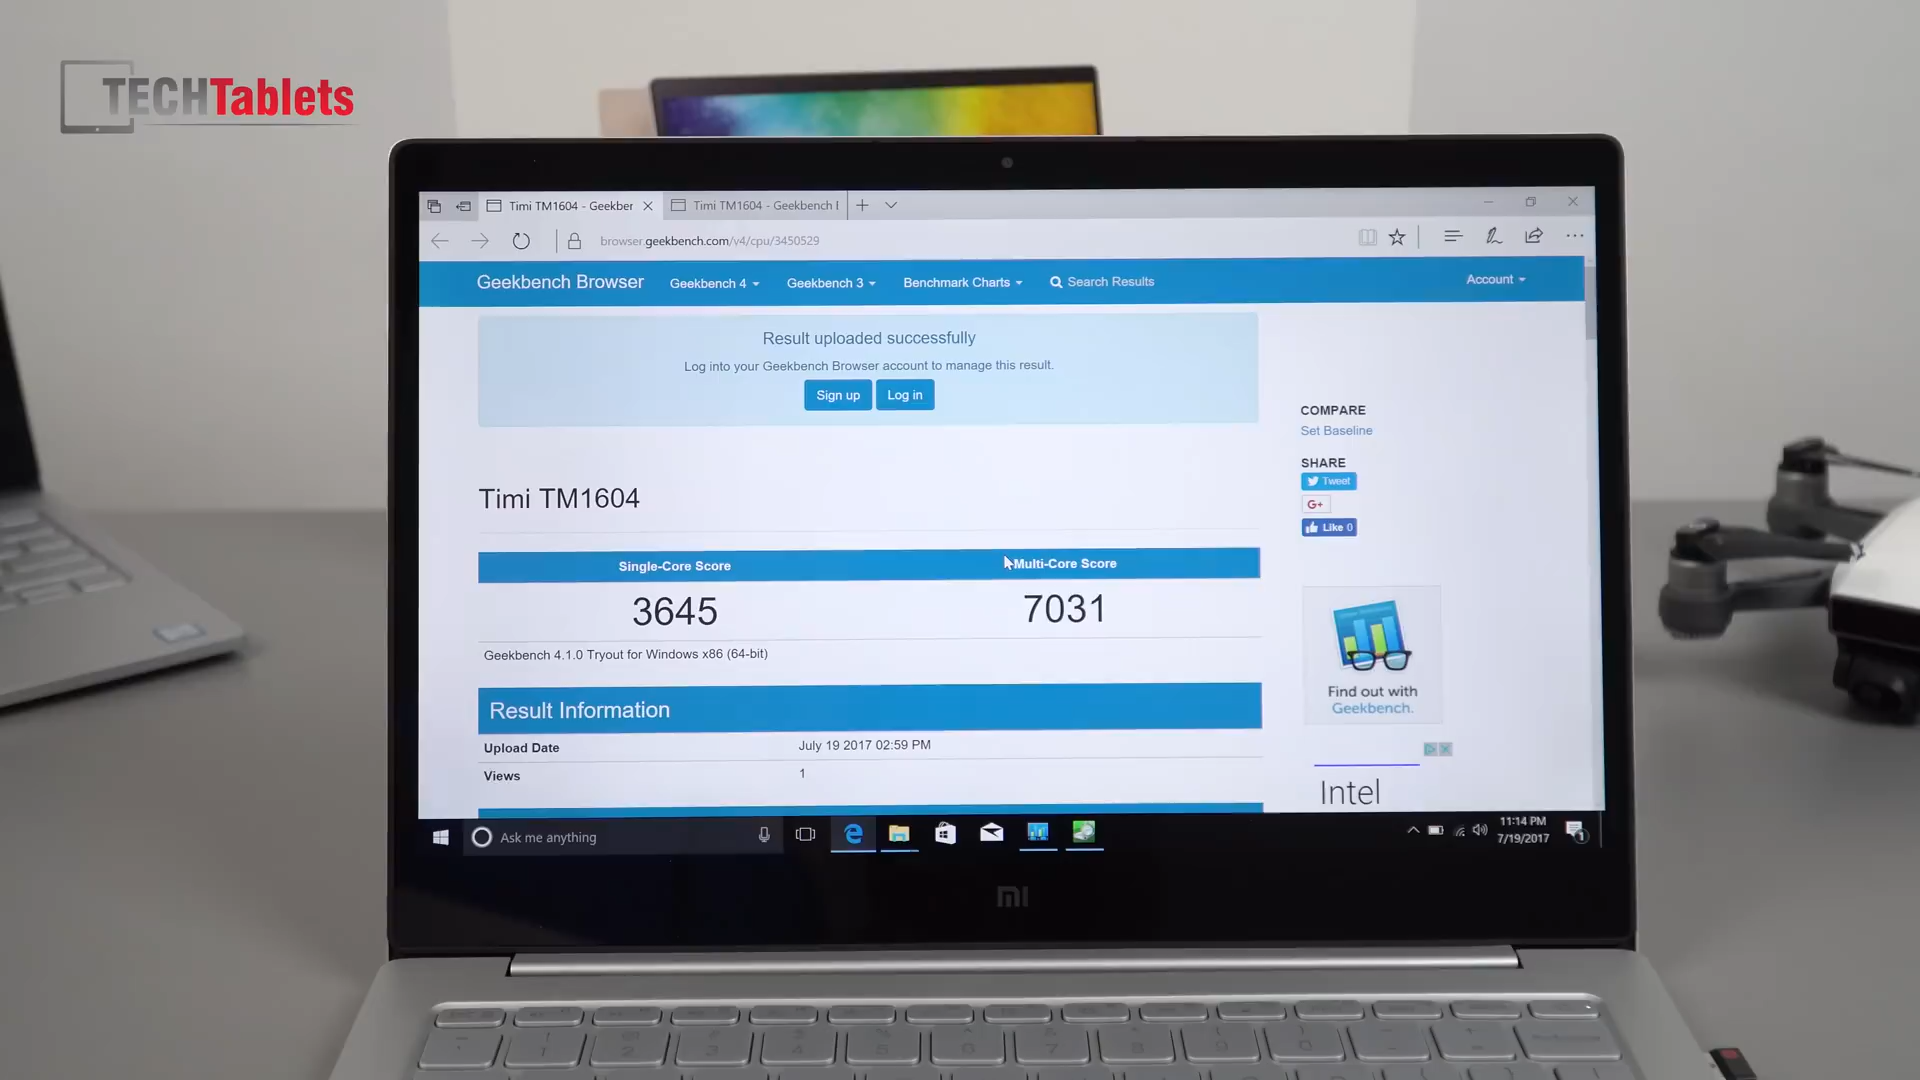 TECHTablets
Timi TM1604 - Geekber
Timi TM1604 - Geekbench
browser.geekbench.com/v4/cpu/3450529
Geekbench Browser
Geekbench 4
Geekbench 3
Benchmark Charts
Search Results
Account
Result uploaded successfully
Log into your Geekbench Browser account to manage this result.
Sign up
Log in
COMPARE
Set Baseline
SHARE
Tweet
G+
Like 0
Timi TM1604
Single-Core Score
Multi-Core Score
3645
7031
Geekbench 4.1.0 Tryout for Windows x86 (64-bit)
Find out with
Geekbench.
Result Information
Upload Date
July 19 2017 02:59 PM
Views
1
Intel
Ask me anything
11:14 PM
7/19/2017
1
mi